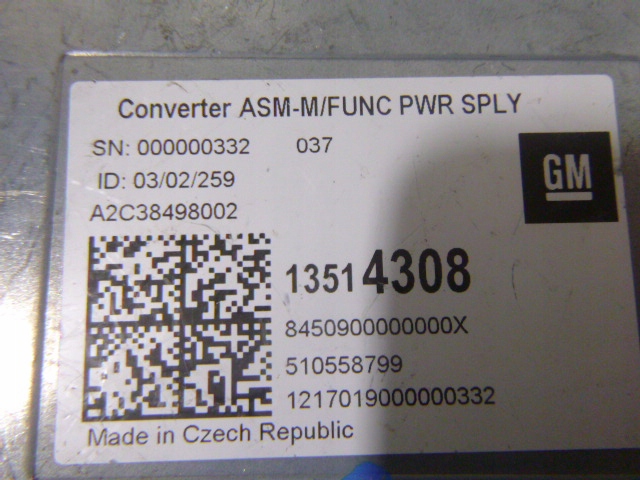 Converter ASM-M/FUNC PWR SPLY
SN: 000000332 037
ID: 03/02/259
A2C38498002
GM
13514308
8450900000000X
510558799
1217019000000332
Made in Czech Republic